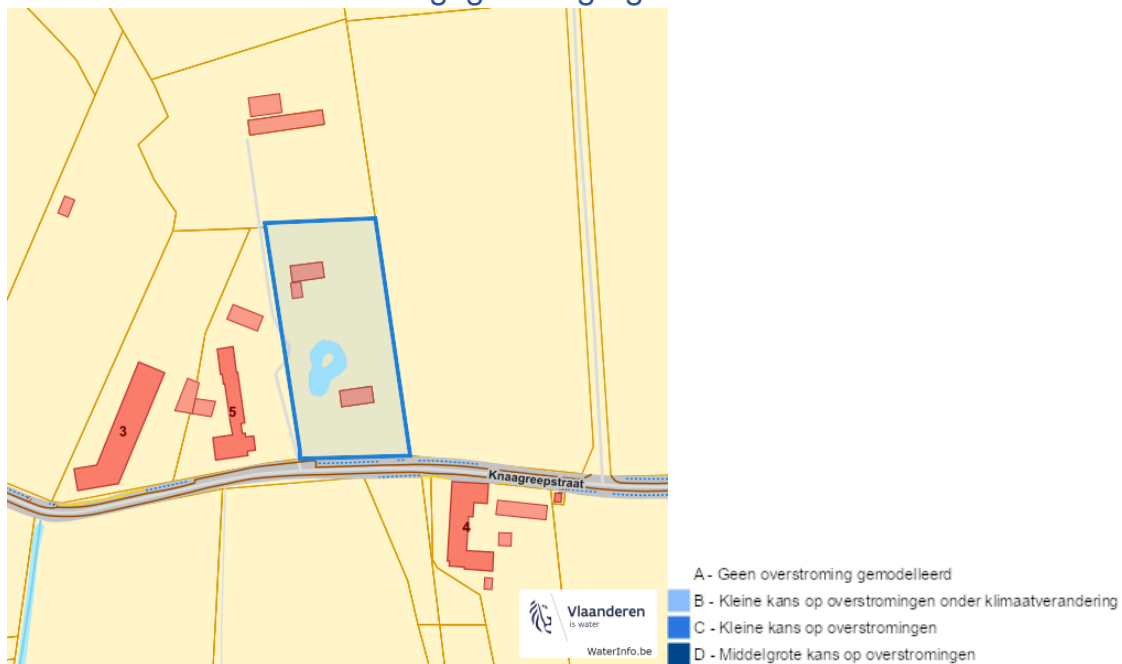 5
3
Knaagreepstraat
4
Vlaanderen
is water
WaterInfo.be
A - Geen overstroming gemodelleerd
B - Kleine kans op overstromingen onder klimaatverandering
C - Kleine kans op overstromingen
D - Middelgrote kans op overstromingen